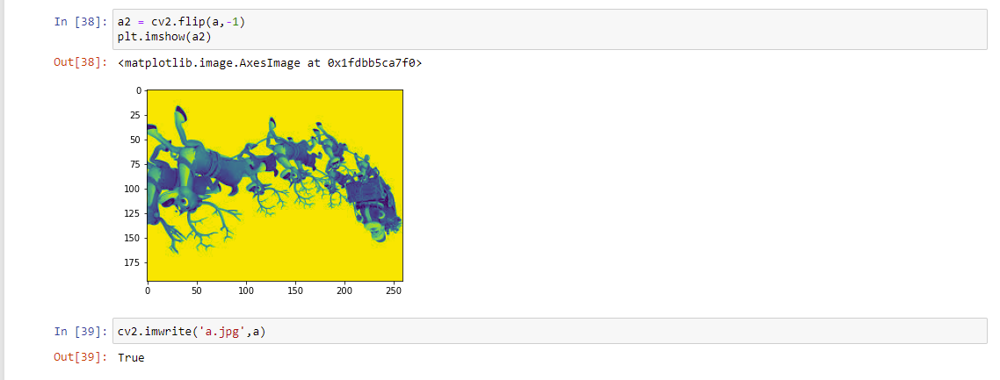 In [38]: a2 = cv2.flip(a,-1)
plt.imshow(a2)
Out[38]: <matplotlib.image.AxesImage at 0x1fdbb5ca7f0>
0
25
50
75
100
125
150
175
0 50 100 150 200 250
In [39]: cv2.imwrite('a.jpg',a)
Out[39]: True